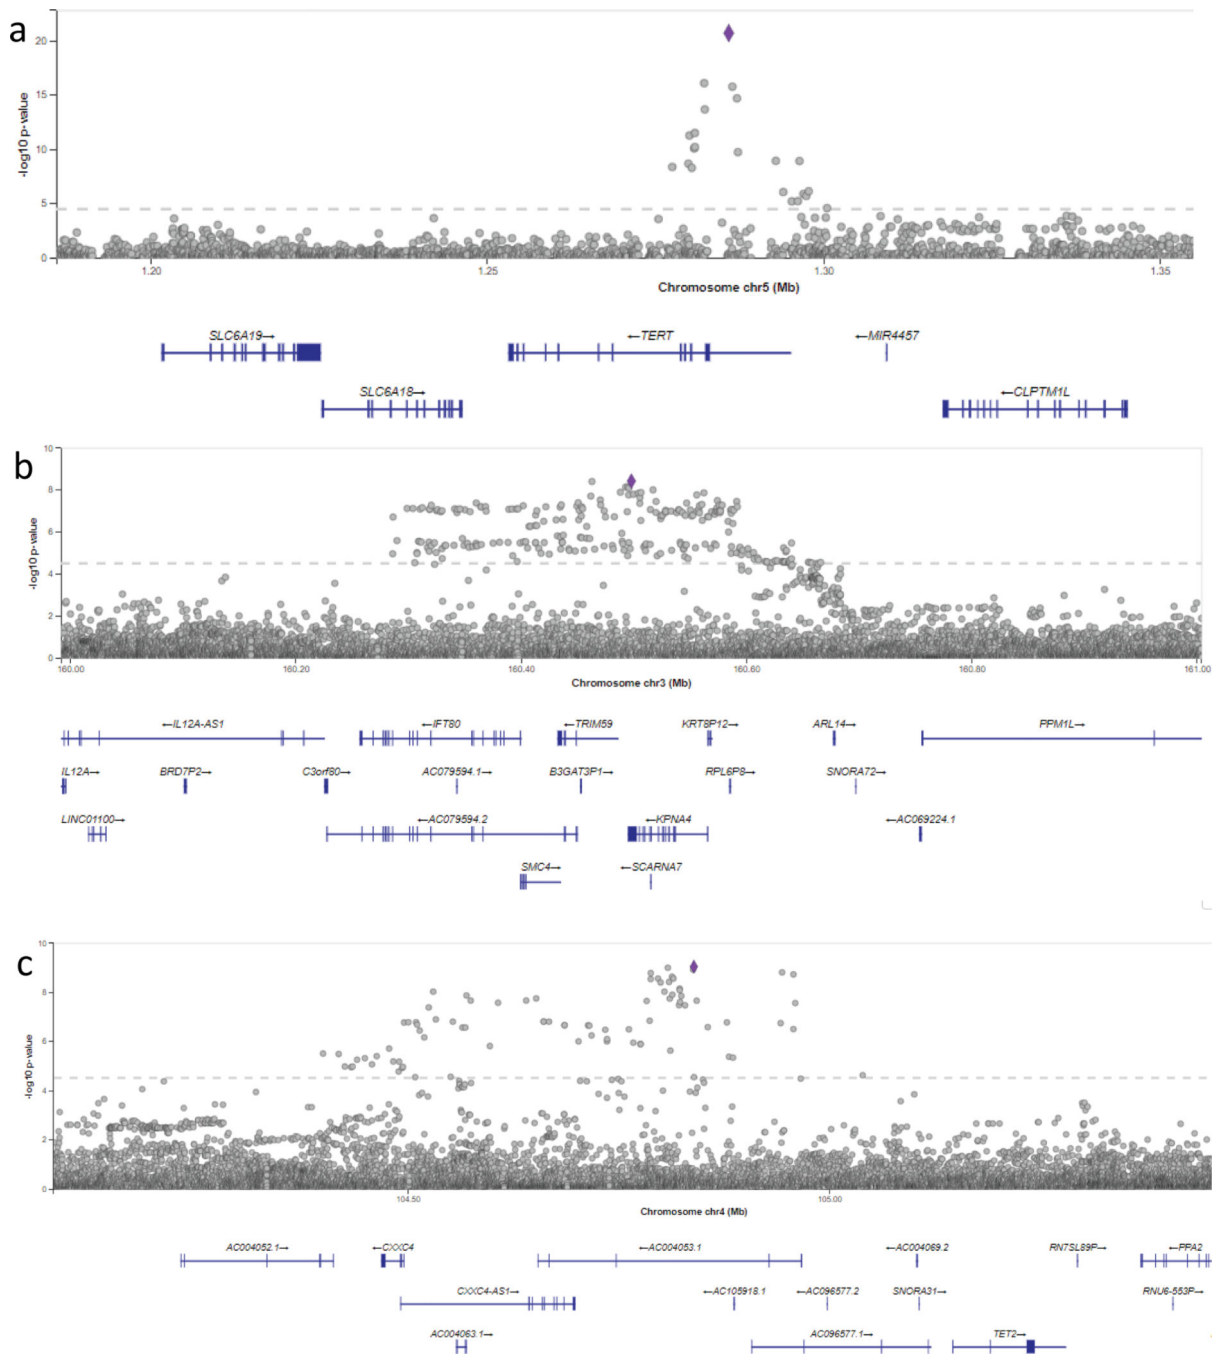 a
20
15
10
5
0
-log10 p-value
1.20 1.25 1.30 1.35
Chromosome chr5 (Mb)
SLC6A19→ ←TERT ←MIR4457
SLC6A18→ ←CLPTM1L
b
10
8
6
4
2
0
-log10 p-value
160.00 160.20 160.40 160.60 160.80 161.00
Chromosome chr3 (Mb)
←IL12A-AS1 ←IFT80 ←TRIM59 KRT8P12→ ARL14→ PPM1L→
IL12A→ BRD7P2→ C3orf80→ AC079594.1→ B3GAT3P1→ RPL6P8→ SNORA72→
LINC01100→ ←AC079594.2 ←KPNA4 ←AC069224.1
SMC4→ ←SCARNA7
c
10
8
6
4
2
0
-log10 p-value
104.50 105.00
Chromosome chr4 (Mb)
AC004052.1→ ←CXXC4 ←AC004053.1 ←AC004069.2 RN7SL89P→ ←PPA2
CXXC4-AS1→ ←AC105918.1 ←AC096577.2 SNORA31→ RNU6-553P→
AC004063.1→ AC096577.1→ TET2→